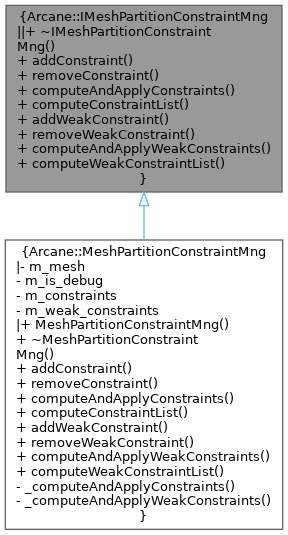 {Arcane::IMeshPartitionConstraintMng
||+ ~IMeshPartitionConstraint
Mng()
+ addConstraint()
+ removeConstraint()
+ computeAndApplyConstraints()
+ computeConstraintList()
+ addWeakConstraint()
+ removeWeakConstraint()
+ computeAndApplyWeakConstraints()
+ computeWeakConstraintList()
}
{Arcane::MeshPartitionConstraintMng
|- m_mesh
- m_is_debug
- m_constraints
- m_weak_constraints
|+ MeshPartitionConstraintMng()
+ ~MeshPartitionConstraint
Mng()
+ addConstraint()
+ removeConstraint()
+ computeAndApplyConstraints()
+ computeConstraintList()
+ addWeakConstraint()
+ removeWeakConstraint()
+ computeAndApplyWeakConstraints()
+ computeWeakConstraintList()
- _computeAndApplyConstraints()
- _computeAndApplyWeakConstraints()
}